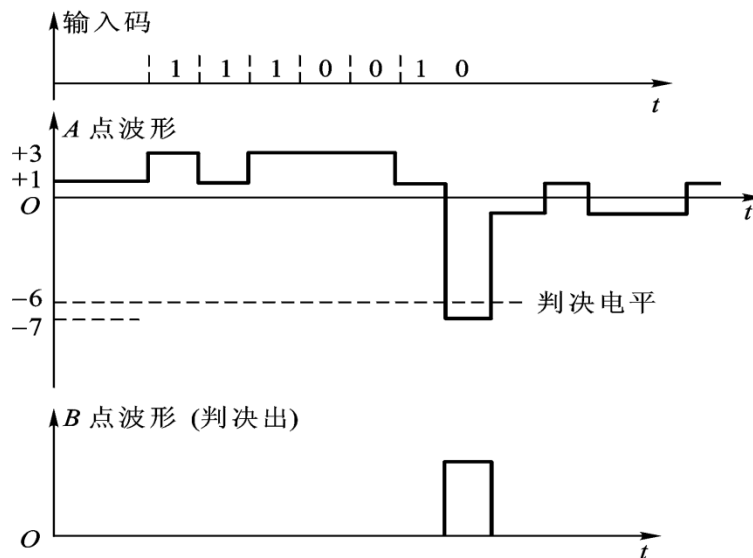 输入码
1 1 1 0 0 1 0
t
A 点波形
+3
+1
O
t
-6
判决电平
-7
B 点波形 (判决出)
O
t